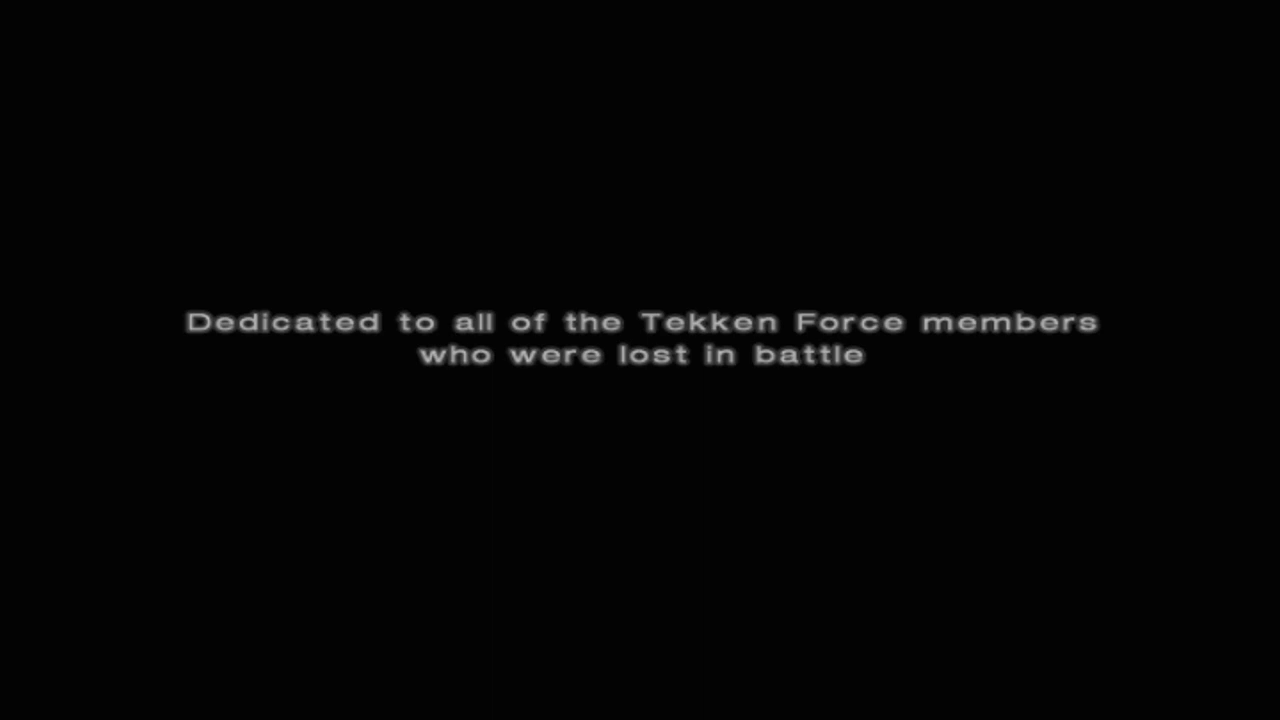 Dedicated to all of the Tekken Force members
who were lost in battle